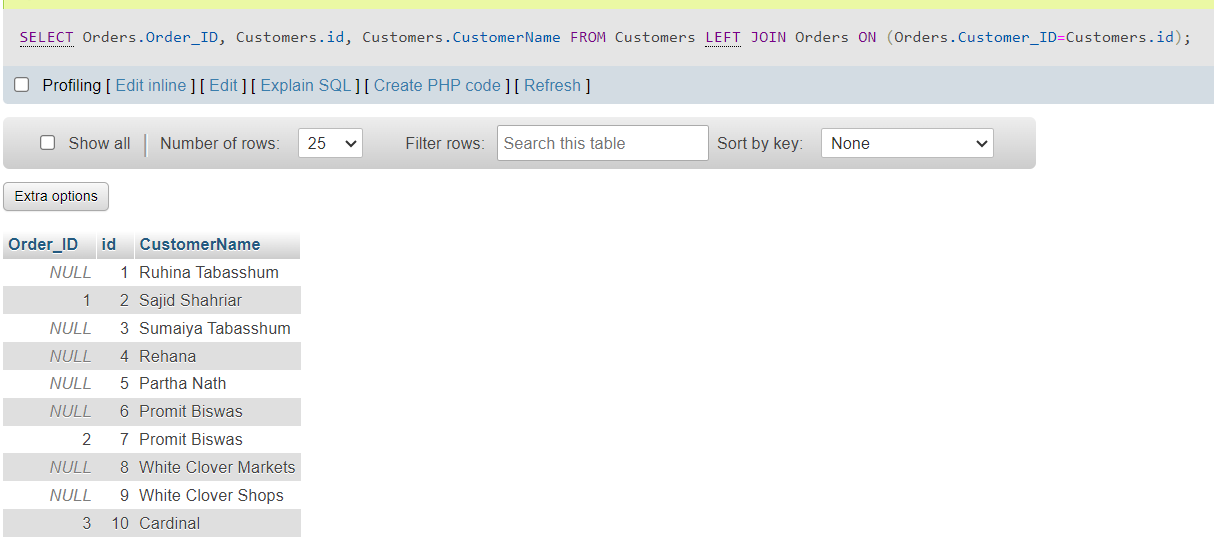 SELECT Orders.Order_ID, Customers.id, Customers.CustomerName FROM Customers LEFT JOIN Orders ON (Orders.Customer_ID=Customers.id);
Profiling [ Edit inline ] [ Edit ] [ Explain SQL ] [ Create PHP code ] [ Refresh ]
Show all Number of rows: 25 Filter rows: Search this table Sort by key: None
Extra options
Order_ID id CustomerName
NULL 1 Ruhina Tabasshum
1 2 Sajid Shahriar
NULL 3 Sumaiya Tabasshum
NULL 4 Rehana
NULL 5 Partha Nath
NULL 6 Promit Biswas
2 7 Promit Biswas
NULL 8 White Clover Markets
NULL 9 White Clover Shops
3 10 Cardinal